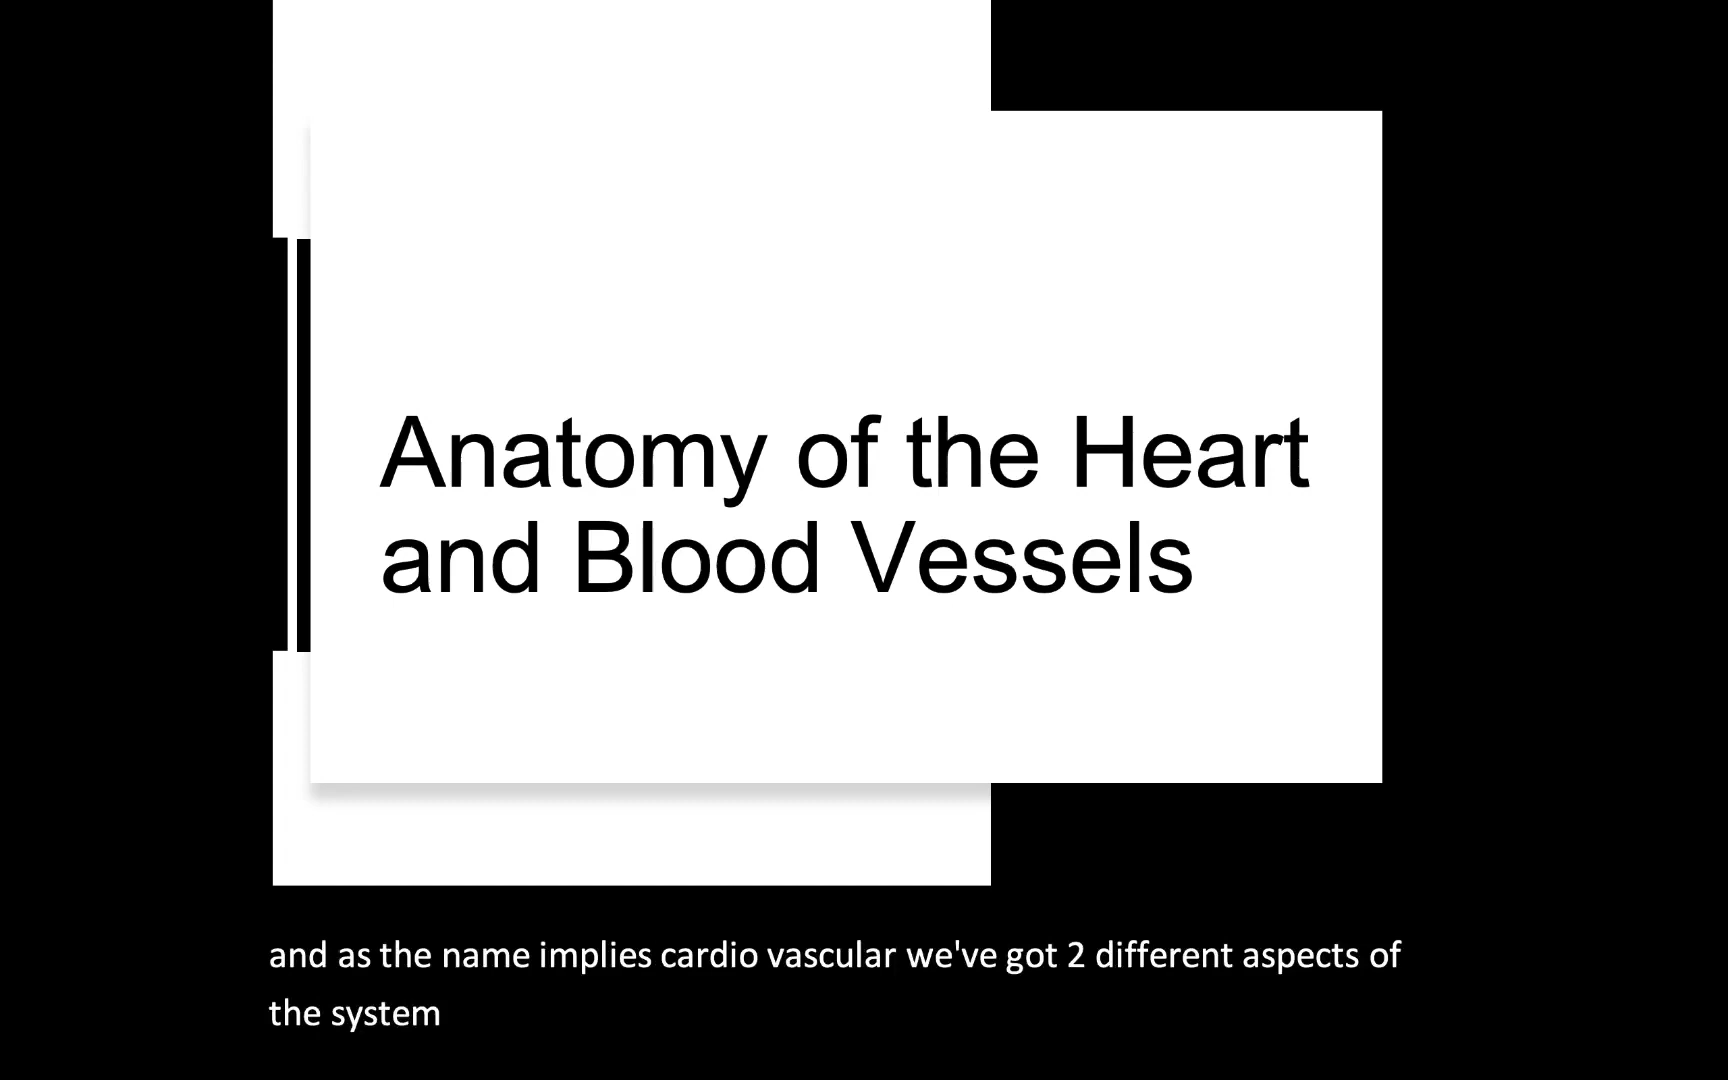 Anatomy of the Heart
and Blood Vessels
and as the name implies cardio vascular we've got 2 different aspects of
the system